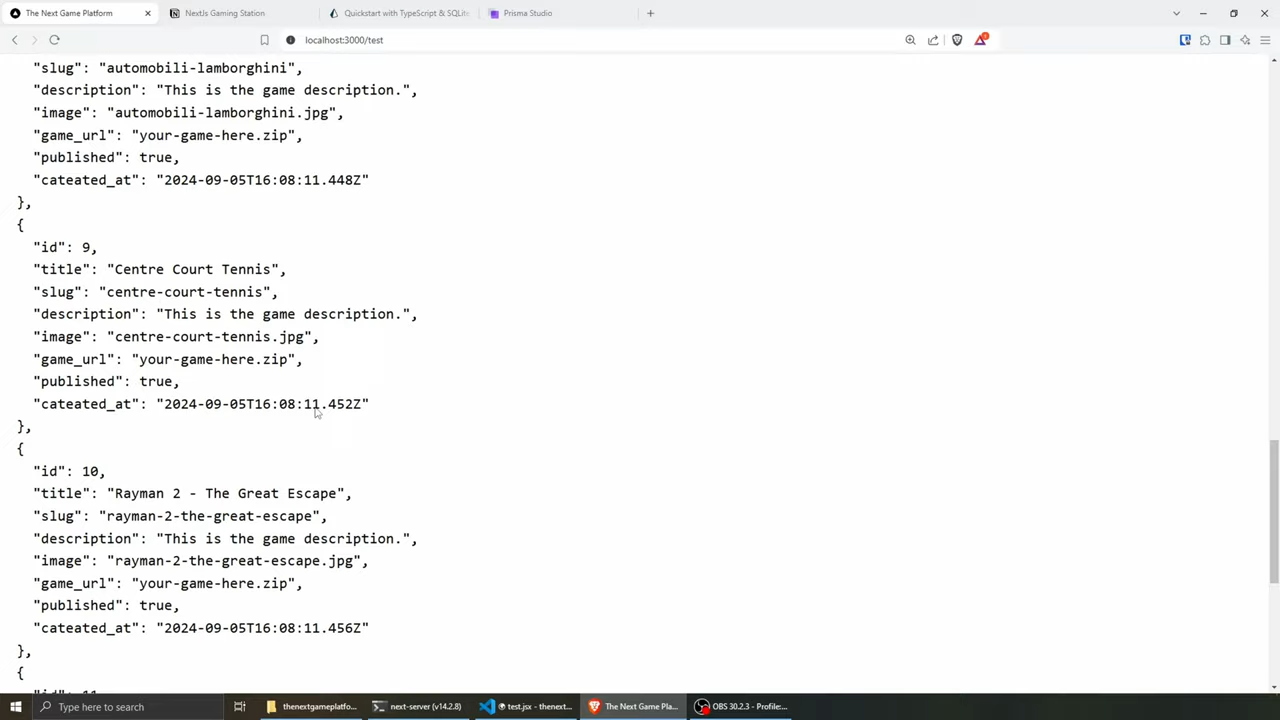 The Next Game Platform
NextJs Gaming Station
Quickstart with TypeScript & SQLite
Prisma Studio
localhost:3000/test
"slug": "automobili-lamborghini",
"description": "This is the game description.",
"image": "automobili-lamborghini.jpg",
"game_url": "your-game-here.zip",
"published": true,
"cateated_at": "2024-09-05T16:08:11.448Z"
},
{
"id": 9,
"title": "Centre Court Tennis",
"slug": "centre-court-tennis",
"description": "This is the game description.",
"image": "centre-court-tennis.jpg",
"game_url": "your-game-here.zip",
"published": true,
"cateated_at": "2024-09-05T16:08:11.452Z"
},
{
"id": 10,
"title": "Rayman 2 - The Great Escape",
"slug": "rayman-2-the-great-escape",
"description": "This is the game description.",
"image": "rayman-2-the-great-escape.jpg",
"game_url": "your-game-here.zip",
"published": true,
"cateated_at": "2024-09-05T16:08:11.456Z"
},
{
"id": 11
Type here to search
thenextgameplatfo...
next-server (v14.2.8)
test.jsx - thenext...
The Next Game Pla...
OBS 30.2.3 - Profile:...